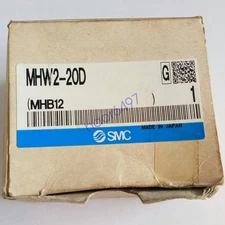 MHW2-20D
G
(MHB12 )
1
SMC
MADE IN JAPAN